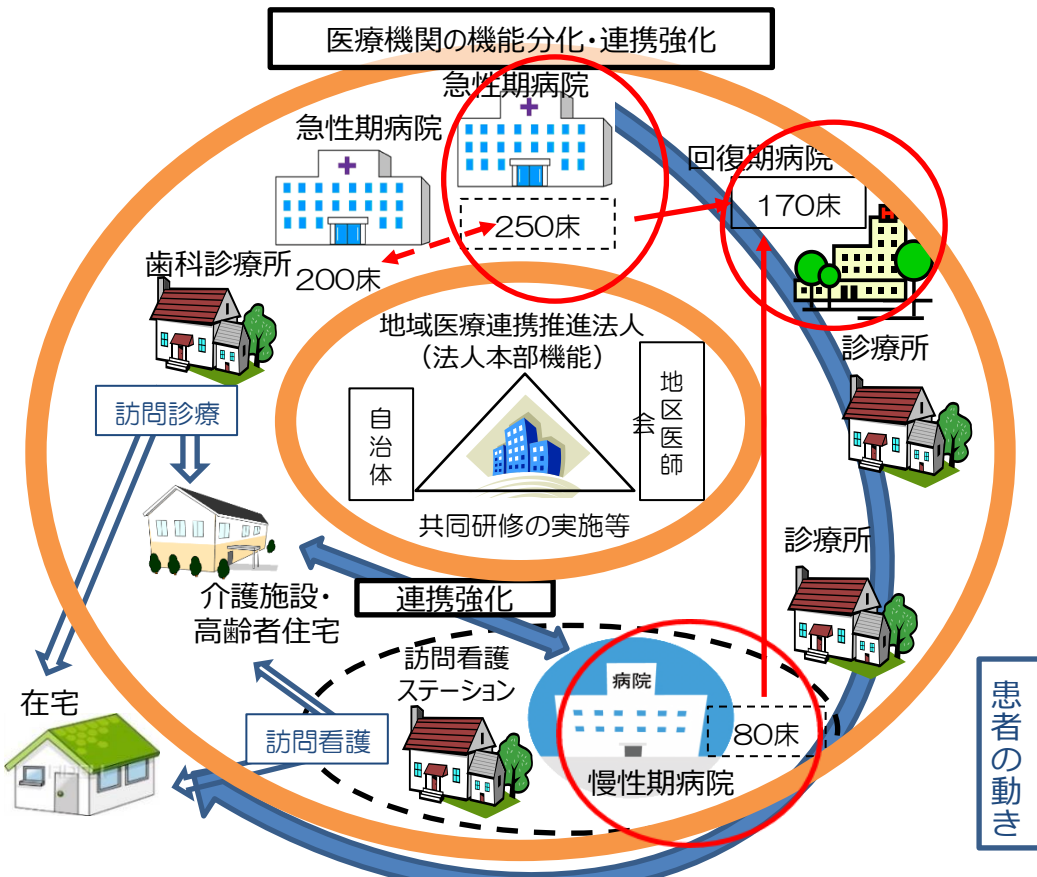 医療機関の機能分化・連携強化
急性期病院
急性期病院
回復期病院
170床
250床
200床
歯科診療所
地域医療連携推進法人
(法人本部機能)
診療所
自治体
地区医師会
訪問診療
共同研修の実施等
診療所
介護施設・
高齢者住宅
連携強化
訪問看護
ステーション
病院
在宅
訪問看護
80床
慢性期病院
患者の動き